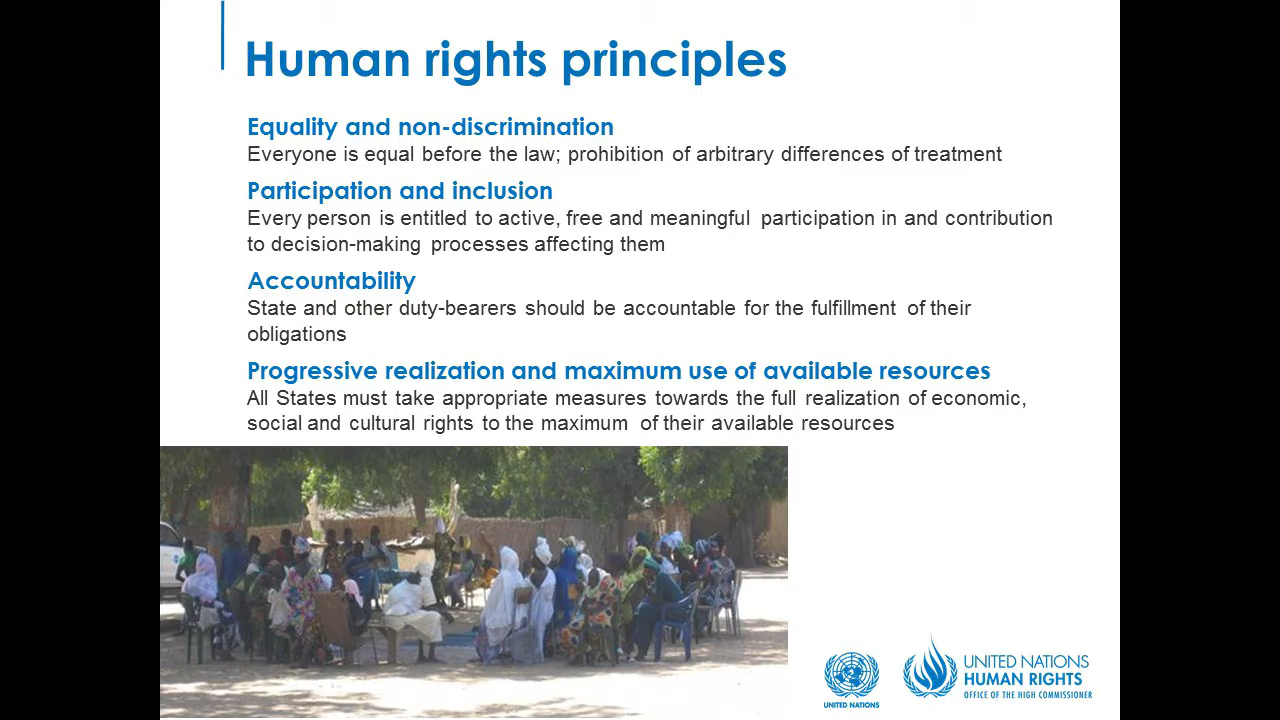 Human rights principles
Equality and non-discrimination
Everyone is equal before the law; prohibition of arbitrary differences of treatment
Participation and inclusion
Every person is entitled to active, free and meaningful participation in and contribution
to decision-making processes affecting them
Accountability
State and other duty-bearers should be accountable for the fulfillment of their
obligations
Progressive realization and maximum use of available resources
All States must take appropriate measures towards the full realization of economic,
social and cultural rights to the maximum of their available resources
UNITED NATIONS
UNITED NATIONS
HUMAN RIGHTS
OFFICE OF THE HIGH COMMISSIONER